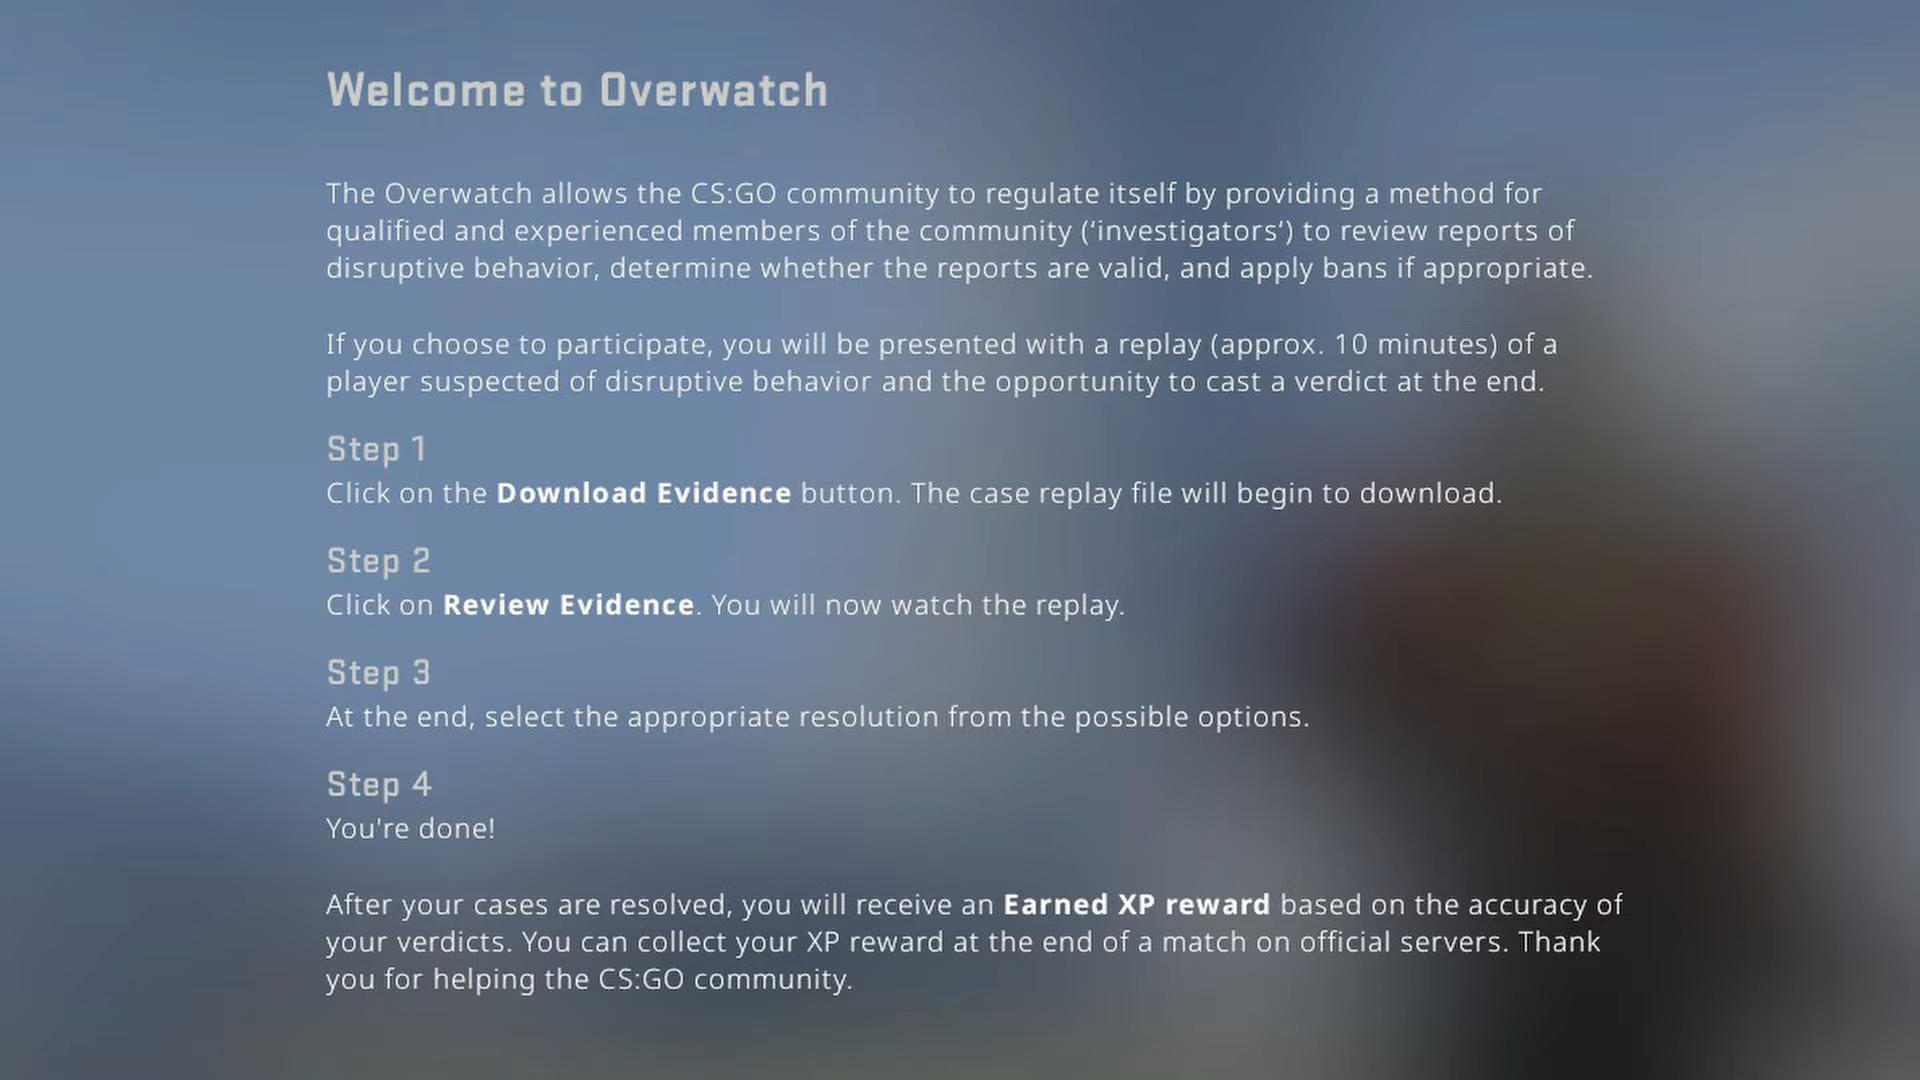 Welcome to Overwatch
The Overwatch allows the CS:GO community to regulate itself by providing a method for
qualified and experienced members of the community (‘investigators‘) to review reports of
disruptive behavior, determine whether the reports are valid, and apply bans if appropriate.
If you choose to participate, you will be presented with a replay (approx. 10 minutes) of a
player suspected of disruptive behavior and the opportunity to cast a verdict at the end.
Step 1
Click on the Download Evidence button. The case replay file will begin to download.
Step 2
Click on Review Evidence. You will now watch the replay.
Step 3
At the end, select the appropriate resolution from the possible options.
Step 4
You're done!
After your cases are resolved, you will receive an Earned XP reward based on the accuracy of
your verdicts. You can collect your XP reward at the end of a match on official servers. Thank
you for helping the CS:GO community.